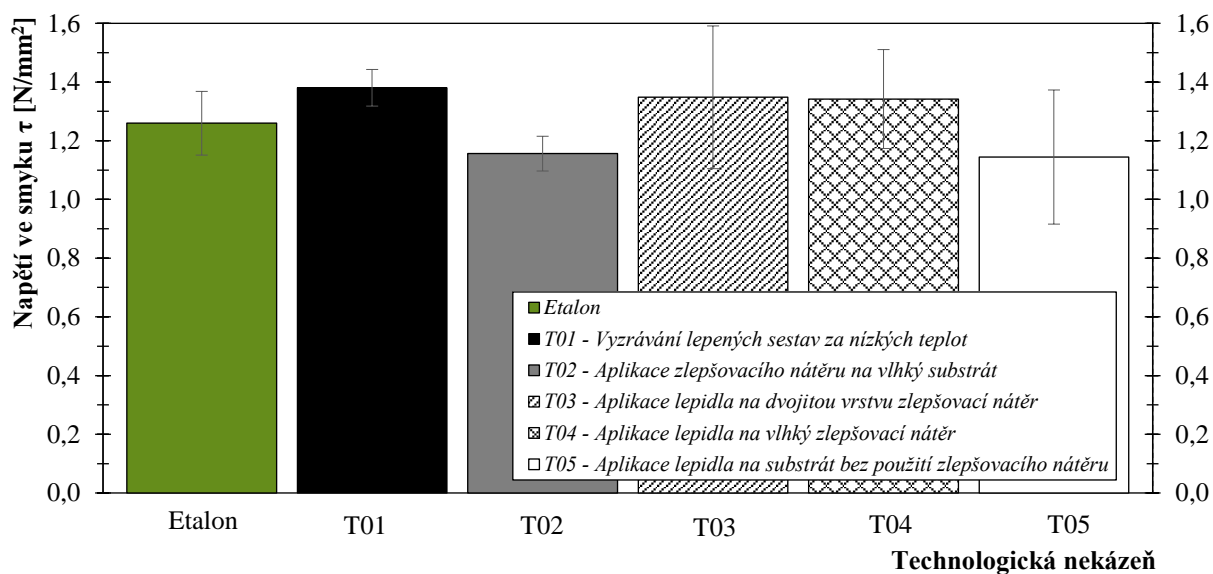 Napětí ve smyku τ [N/mm²]
1,6
1,4
1,2
1,0
0,8
0,6
0,4
0,2
0,0
1,6
1,4
1,2
1,0
0,8
0,6
0,4
0,2
0,0
Etalon
T01 - Vyzrávání lepených sestav za nízkých teplot
T02 - Aplikace zlepšovacího nátěru na vlhký substrát
T03 - Aplikace lepidla na dvojitou vrstvu zlepšovací nátěr
T04 - Aplikace lepidla na vlhký zlepšovací nátěr
T05 - Aplikace lepidla na substrát bez použití zlepšovacího nátěru
Etalon T01 T02 T03 T04 T05
Technologická nekázeň